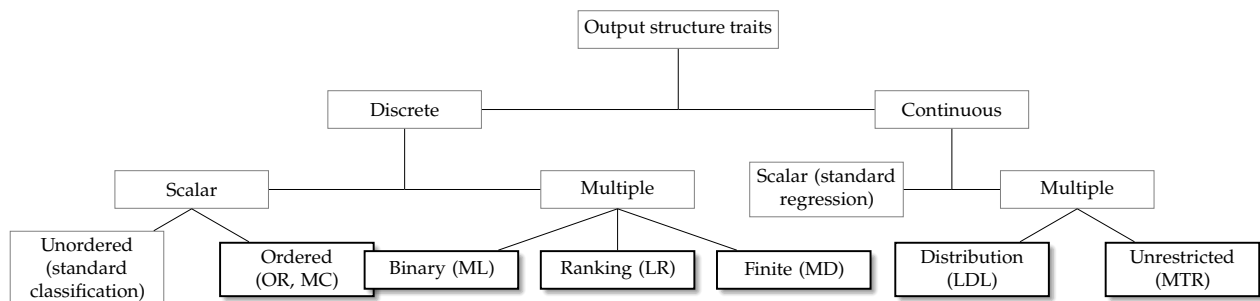 Output structure traits
Discrete
Continuous
Scalar
Multiple
Scalar (standard
regression)
Multiple
Unordered
(standard
classification)
Ordered
(OR, MC)
Binary (ML)
Ranking (LR)
Finite (MD)
Distribution
(LDL)
Unrestricted
(MTR)